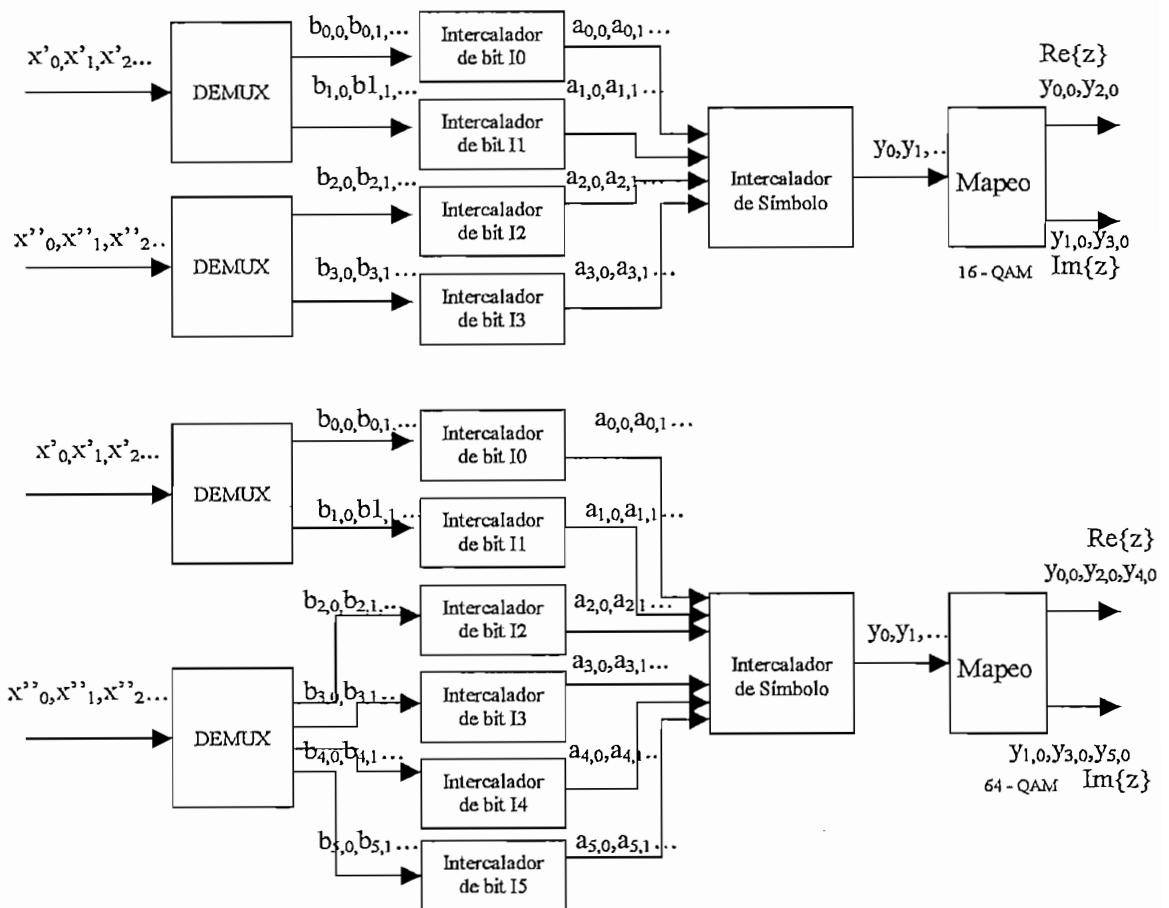 x'0,x'1,x'2...
DEMUX
b0,0,b0,1,...
b1,0,b1,1,...
Intercalador
de bit I0
Intercalador
de bit I1
a0,0,a0,1...
a1,0,a1,1...
x''0,x''1,x''2..
DEMUX
b2,0,b2,1,...
b3,0,b3,1...
Intercalador
de bit I2
Intercalador
de bit I3
a2,0,a2,1...
a3,0,a3,1...
Intercalador
de Símbolo
y0,y1,..
Mapeo
16 - QAM
Re{z}
y0,0,y2,0
y1,0,y3,0
Im{z}
x'0,x'1,x'2...
DEMUX
b0,0,b0,1,...
b1,0,b1,1...
Intercalador
de bit I0
Intercalador
de bit I1
a0,0,a0,1...
a1,0,a1,1...
x''0,x''1,x''2...
DEMUX
b2,0,b2,1,...
b3,0,b3,1...
b4,0,b4,1...
b5,0,b5,1...
Intercalador
de bit I2
Intercalador
de bit I3
Intercalador
de bit I4
Intercalador
de bit I5
a2,0,a2,1...
a3,0,a3,1...
a4,0,a4,1..
a5,0,a5,1...
Intercalador
de Símbolo
y0,y1,..
Mapeo
64 - QAM
Re{z}
y0,0,y2,0,y4,0
y1,0,y3,0,y5,0
Im{z}